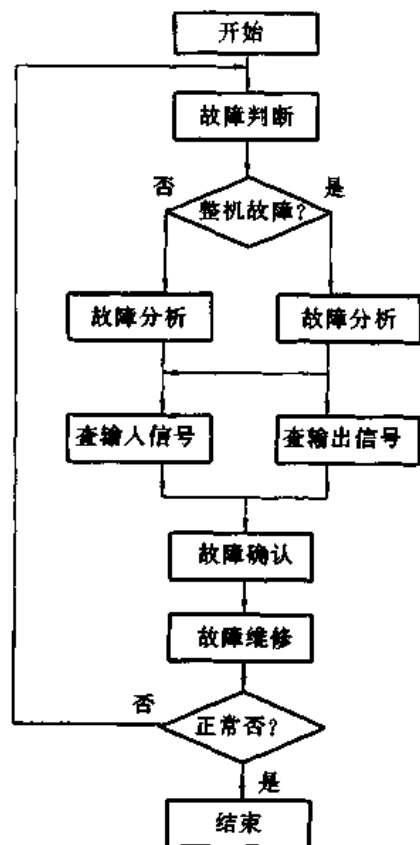 开始
故障判断
否
是
整机故障?
故障分析
故障分析
查输人信号
查输出信号
故障确认
故障维修
否
正常否?
是
结束